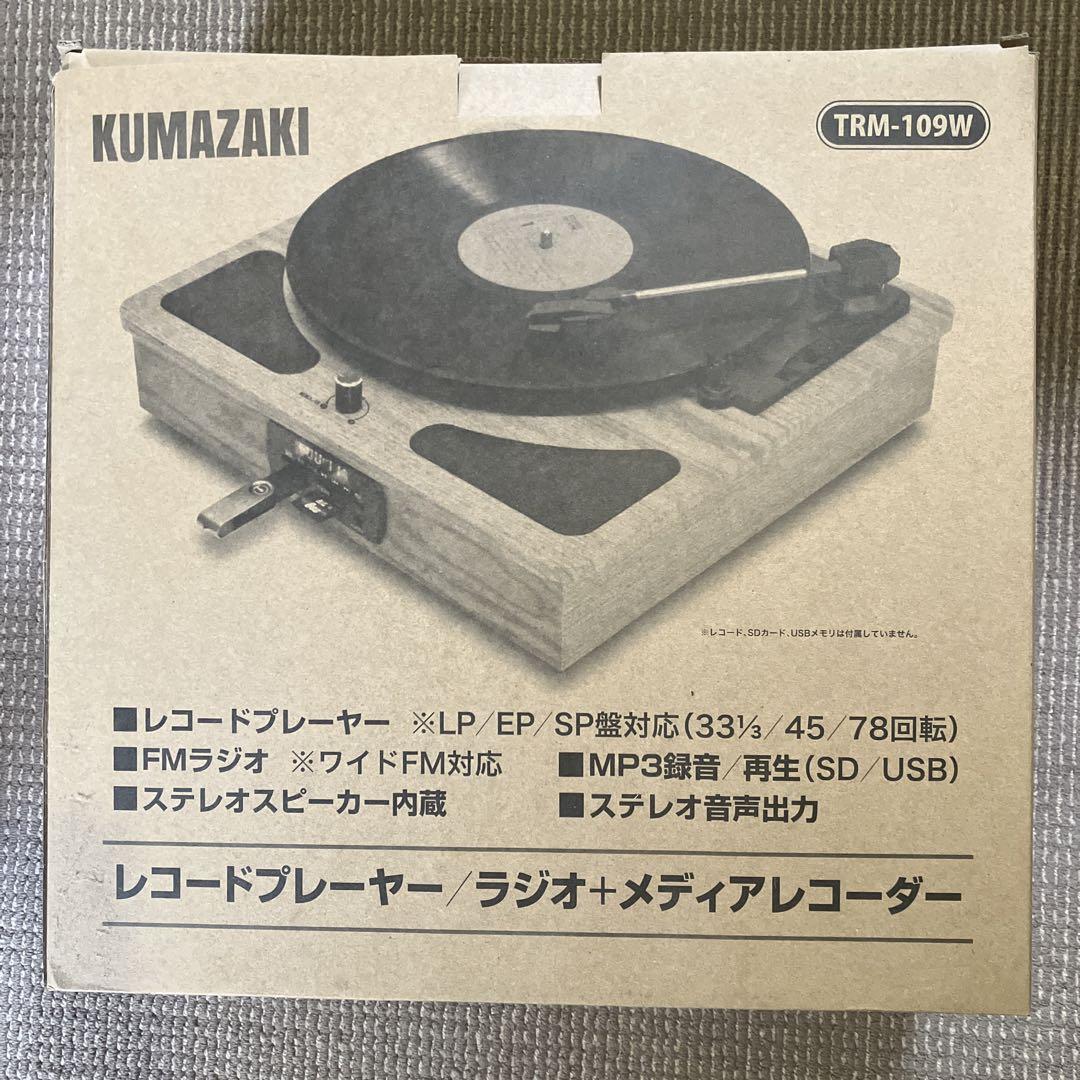 KUMAZAKI
TRM-109W
※レコード、SDカード、USBメモリは付属していません。
■レコードプレーヤー ※LP/EP/SP盤対応(33⅓/45/78回転)
■FMラジオ ※ワイドFM対応 ■MP3録音/再生(SD/USB)
■ステレオスピーカー内蔵 ■ステレオ音声出力
レコードプレーヤー/ラジオ+メディアレコーダー